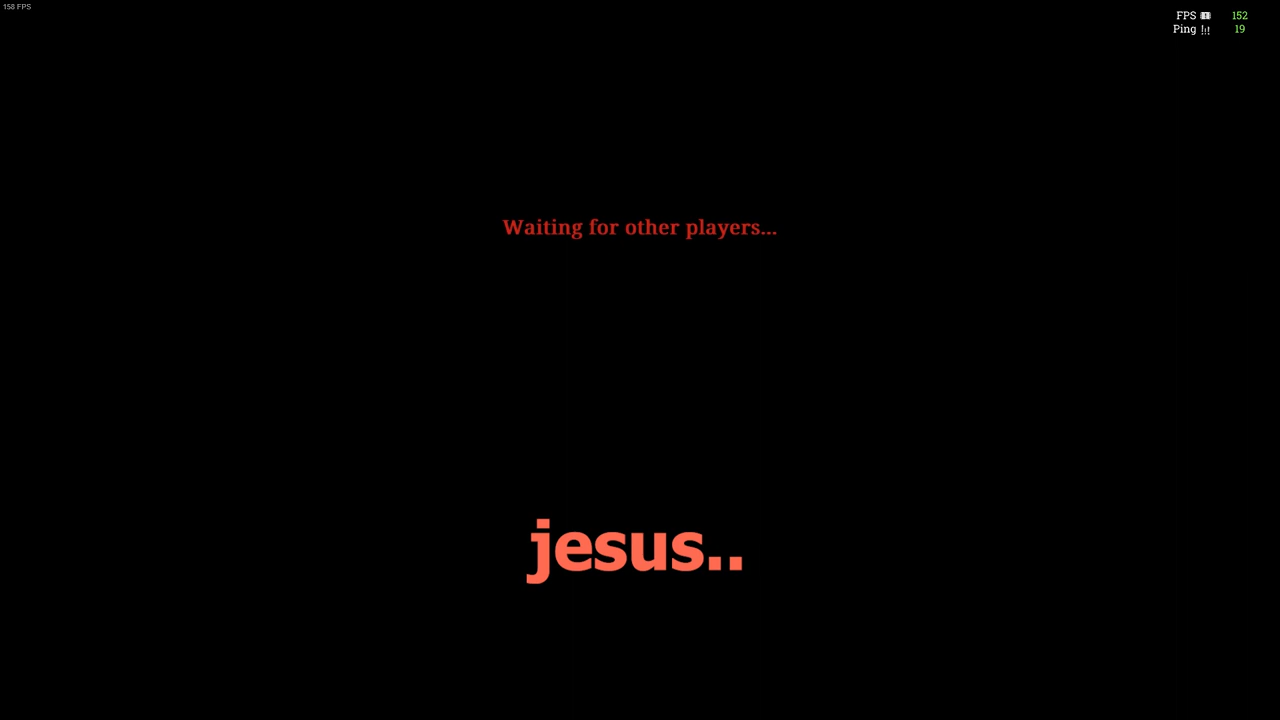 158 FPS
FPS 152
Ping 19
Waiting for other players...
jesus..